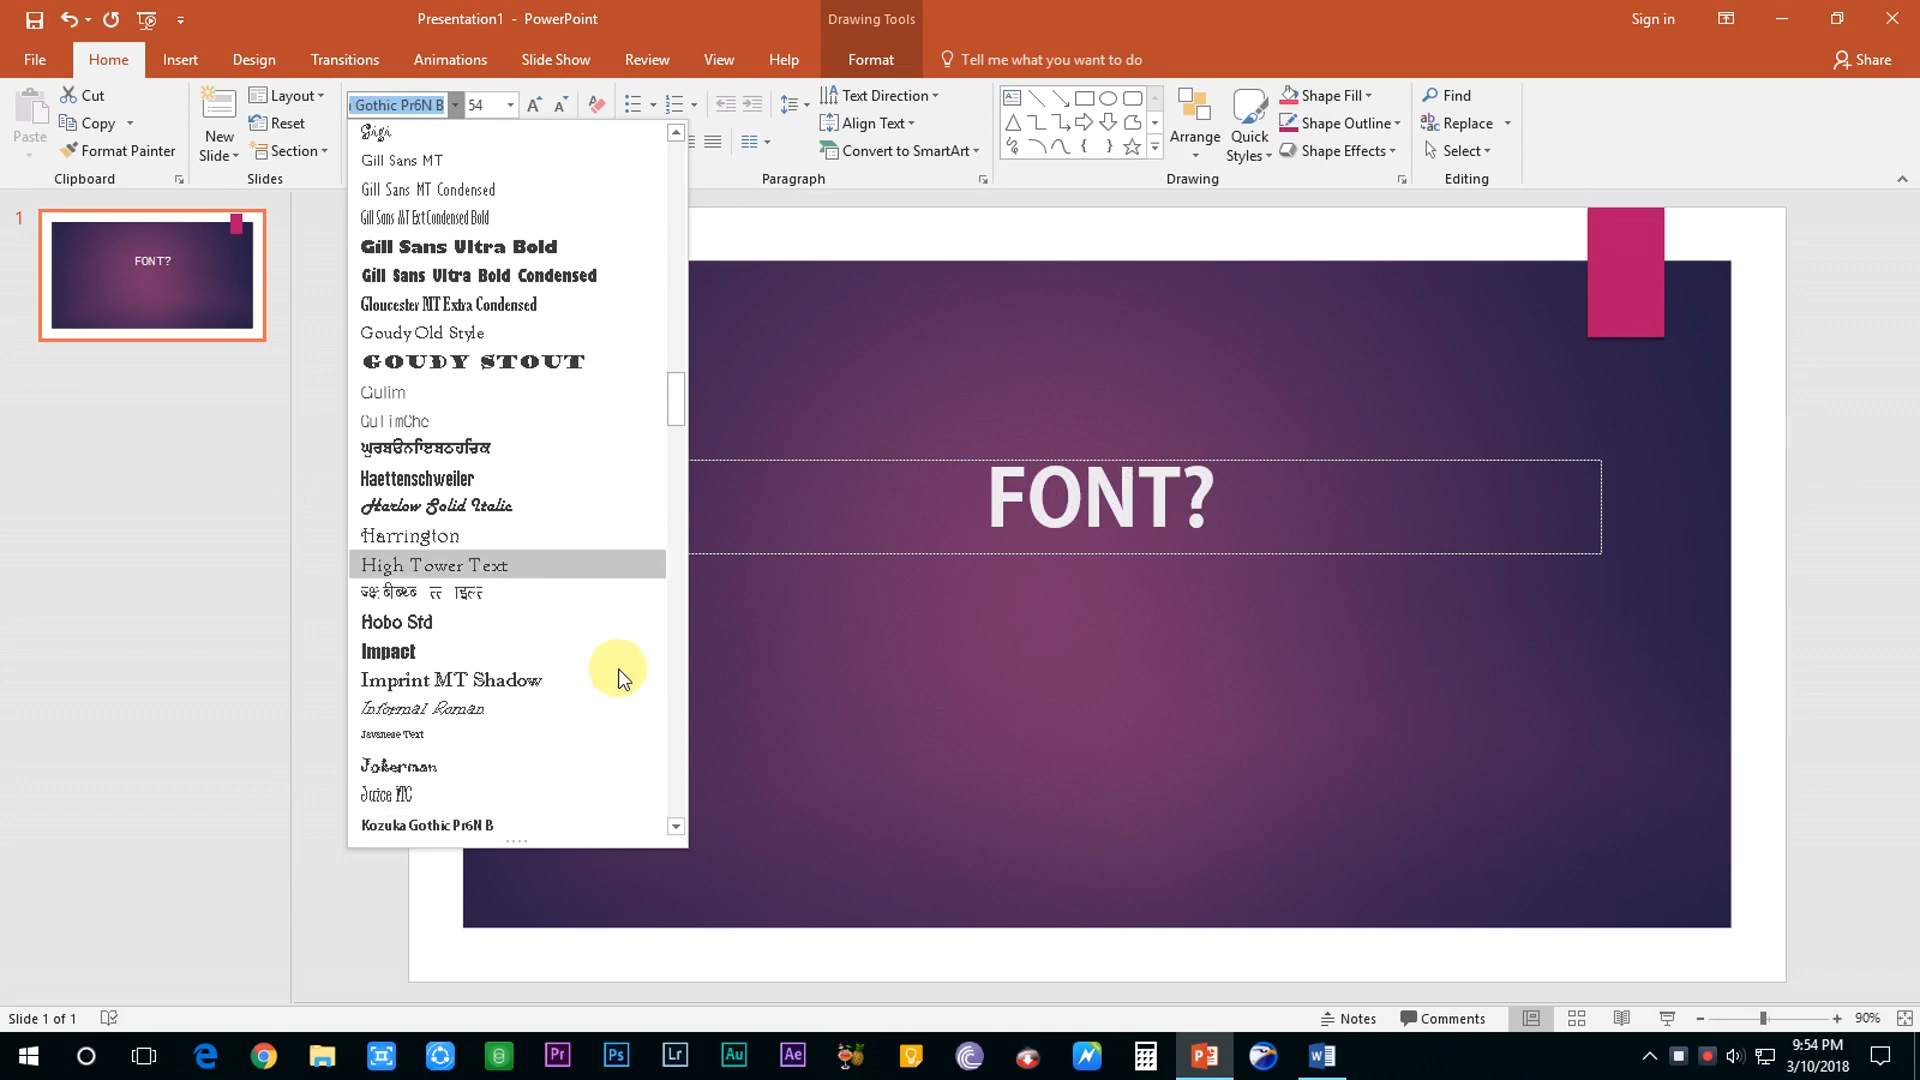 Presentation1 - PowerPoint
Drawing Tools
Sign in
File
Home
Insert
Design
Transitions
Animations
Slide Show
Review
View
Help
Format
Tell me what you want to do
Share
Paste
Cut
Copy
Format Painter
Clipboard
New
Slide
Layout
Reset
Section
Slides
Gothic Pr6N B
54
Text Direction
Align Text
Convert to SmartArt
Paragraph
Arrange
Quick
Styles
Shape Fill
Shape Outline
Shape Effects
Drawing
Find
Replace
Select
Editing
Gigi
Gill Sans MT
Gill Sans MT Condensed
Gill Sans MT Ext Condensed Bold
Gill Sans Ultra Bold
Gill Sans Ultra Bold Condensed
Gloucester MT Extra Condensed
Goudy Old Style
GOUDY STOUT
Gulim
GulimChe
Haettenschweiler
Harlow Solid Italic
Harrington
High Tower Text
Hobo Std
Impact
Imprint MT Shadow
Informal Roman
Javanese Text
Jokerman
Juice ITC
Kozuka Gothic Pr6N B
1
FONT?
FONT?
Slide 1 of 1
Notes
Comments
90%
Pr
Ps
Lr
Au
Ae
9:54 PM
3/10/2018